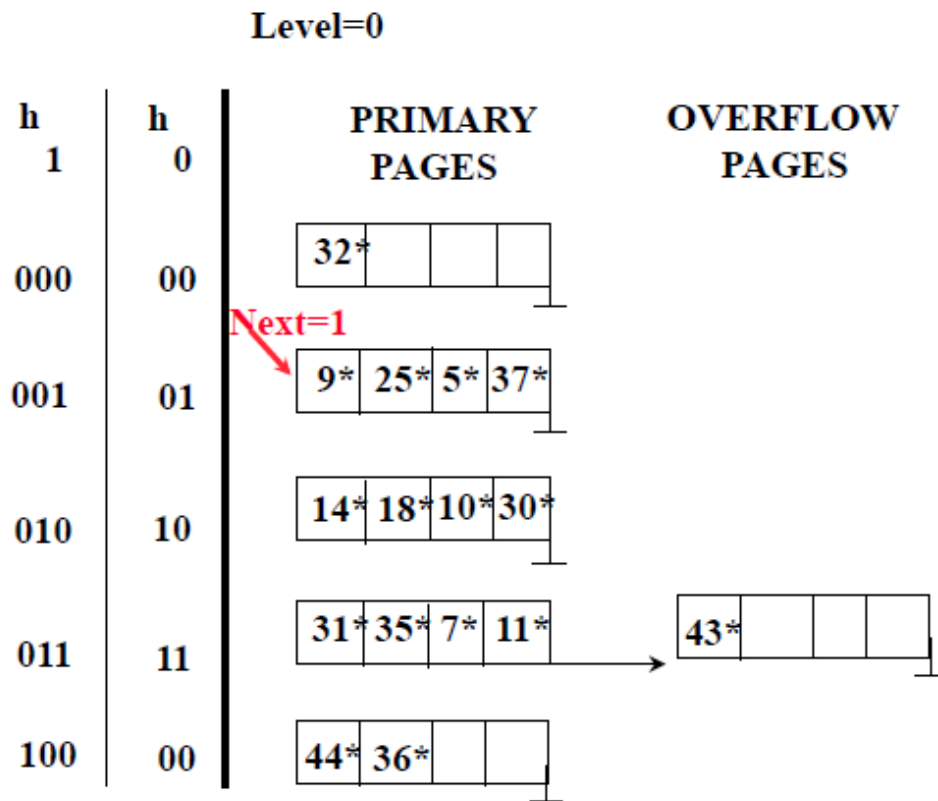 Level=0
h h PRIMARY OVERFLOW
1 0 PAGES PAGES
32*
000 00
Next=1
9* 25* 5* 37*
001 01
14* 18* 10* 30*
010 10
31* 35* 7* 11* 43*
011 11
44* 36*
100 00